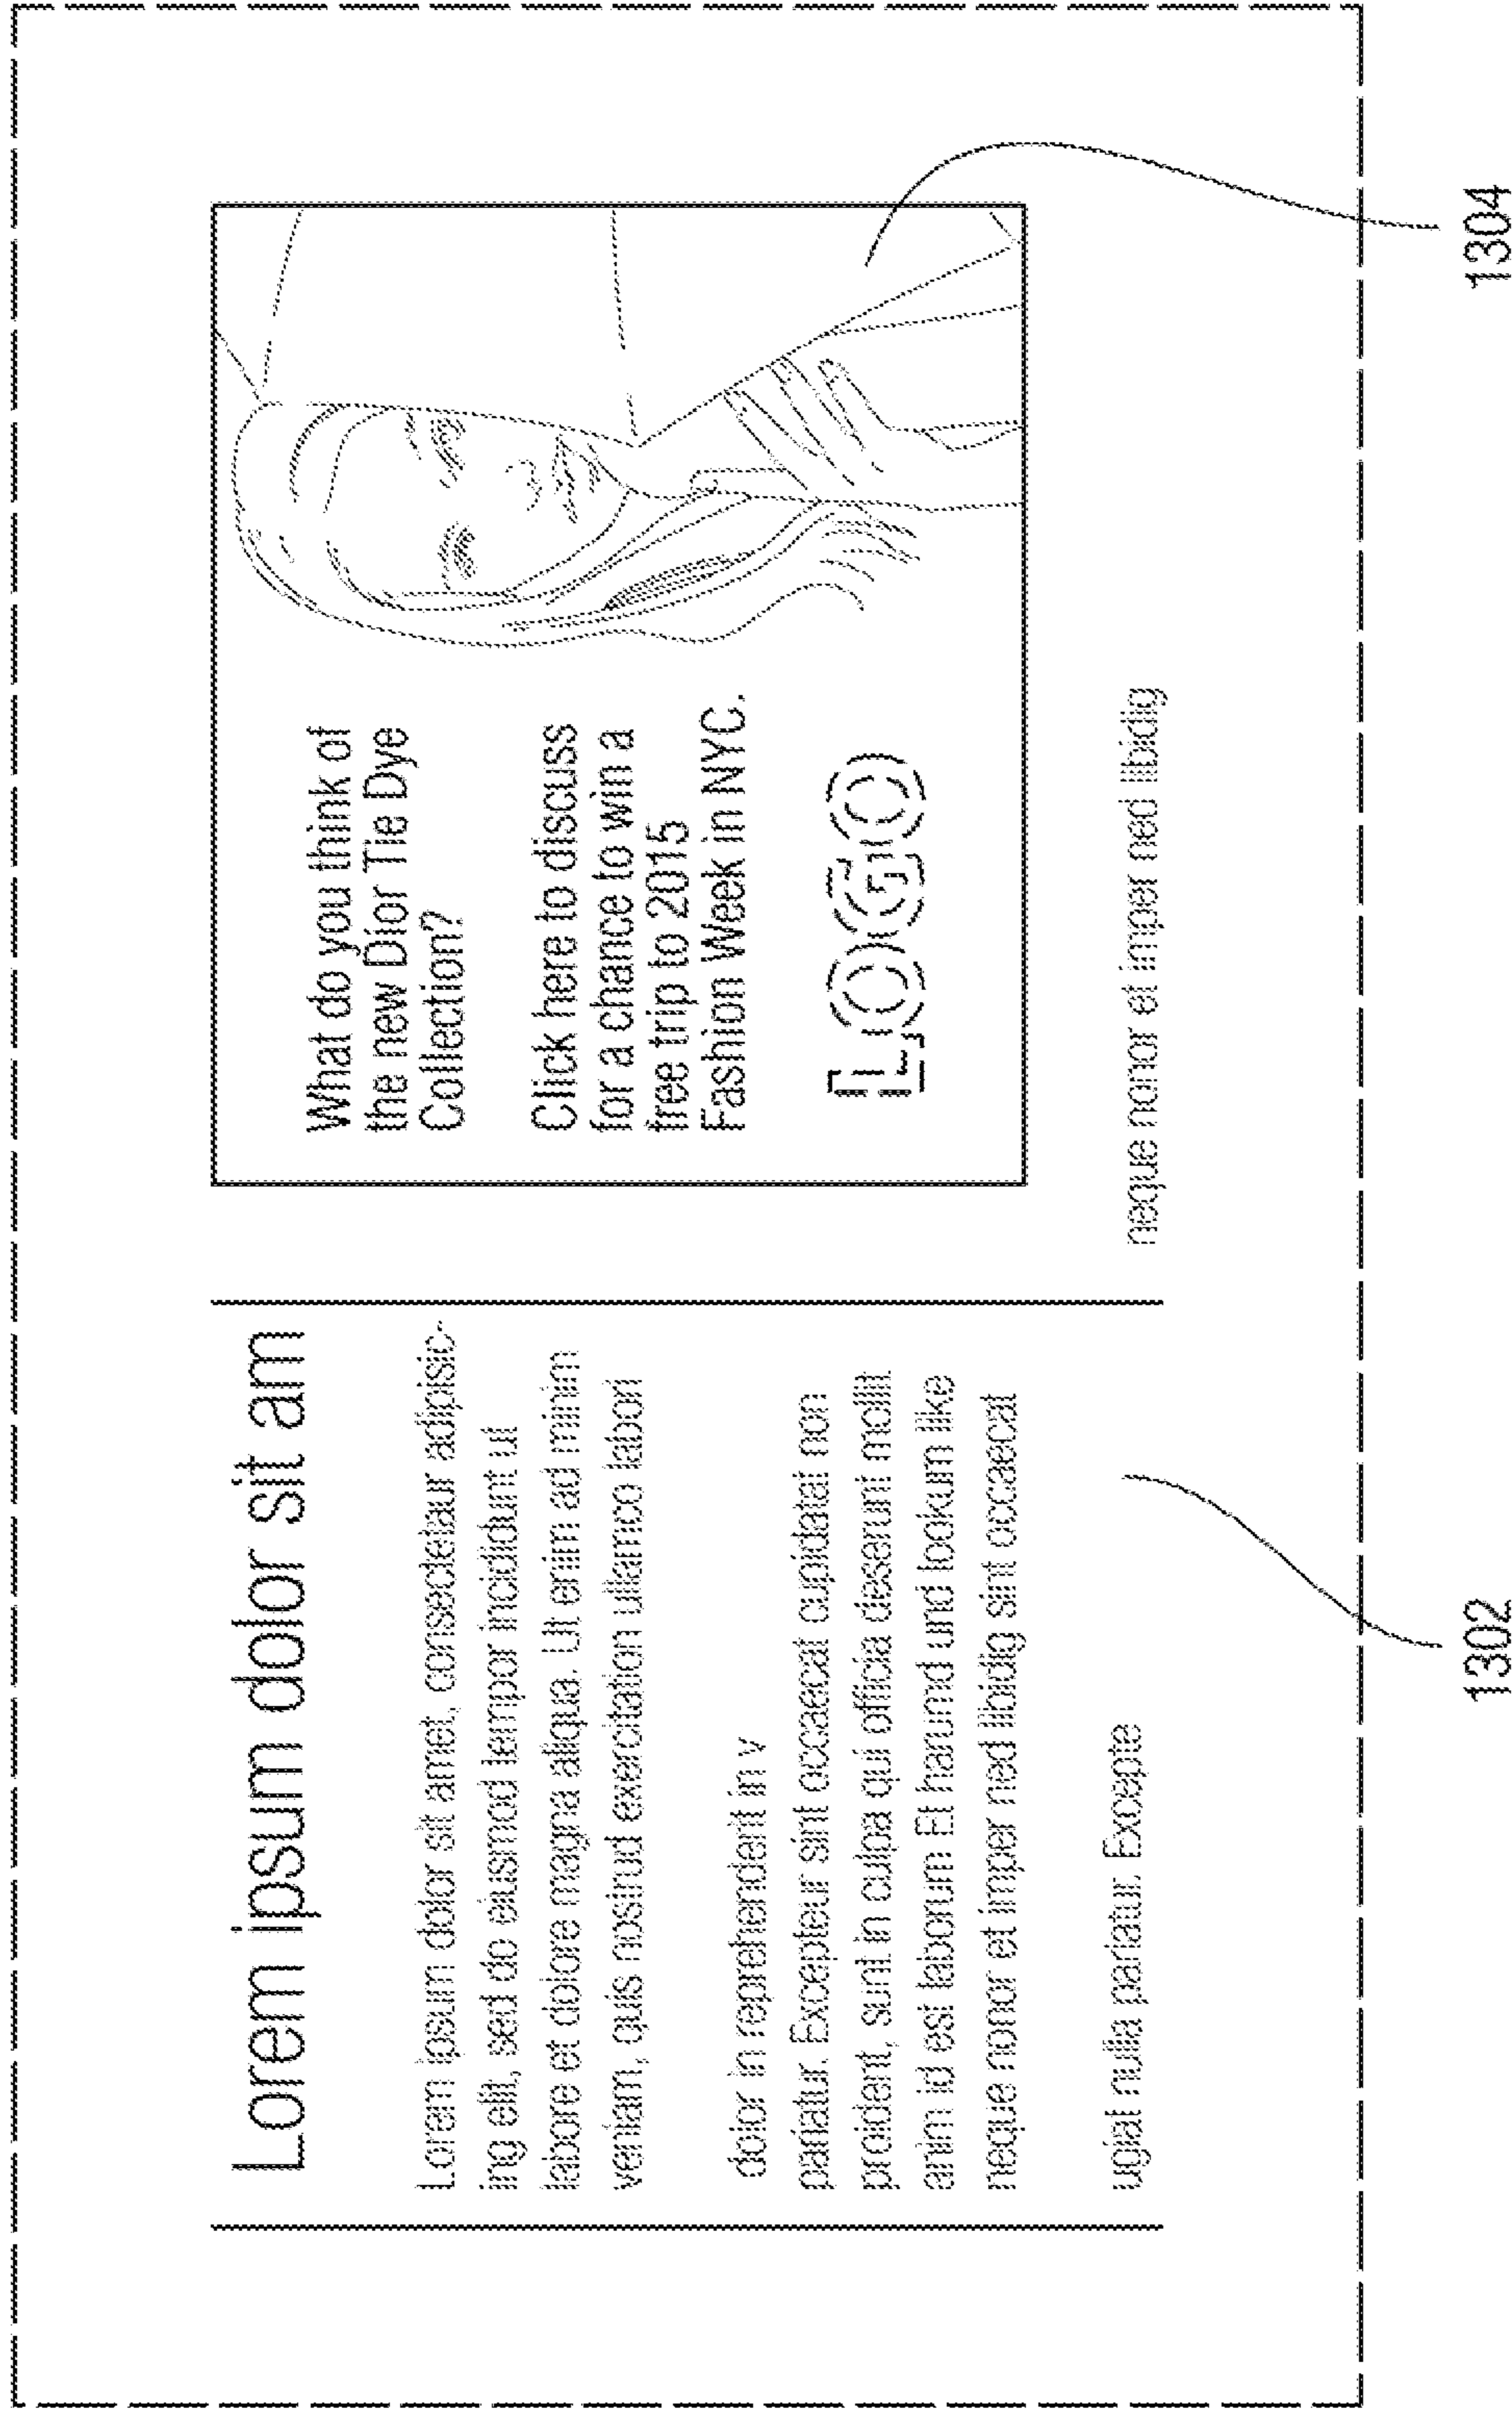 Lorem ipsum dolor sit am
Lorem ipsum dolor sit amet, consectetaur adipisic-
ing elit, sed do eiusmod tempor incididunt ut
labore et dolore magna aliqua. Ut enim ad minim
veniam, quis nostrud exercitation ullamco labori
dolor in reprehenderit in v
pariatur. Excepteur sint occaecat cupidatat non
proident, sunt in culpa qui officia deserunt mollit
anim id est laborum Et harumd und lookum like
neque nonor et imper ned libidig sint occaecat
ugiat nulla pariatur. Excepte
What do you think of
the new Dior Tie Dye
Collection?
Click here to discuss
for a chance to win a
free trip to 2015
Fashion Week in NYC.
LOGO
neque nonor et imper ned libidig
1302
1304